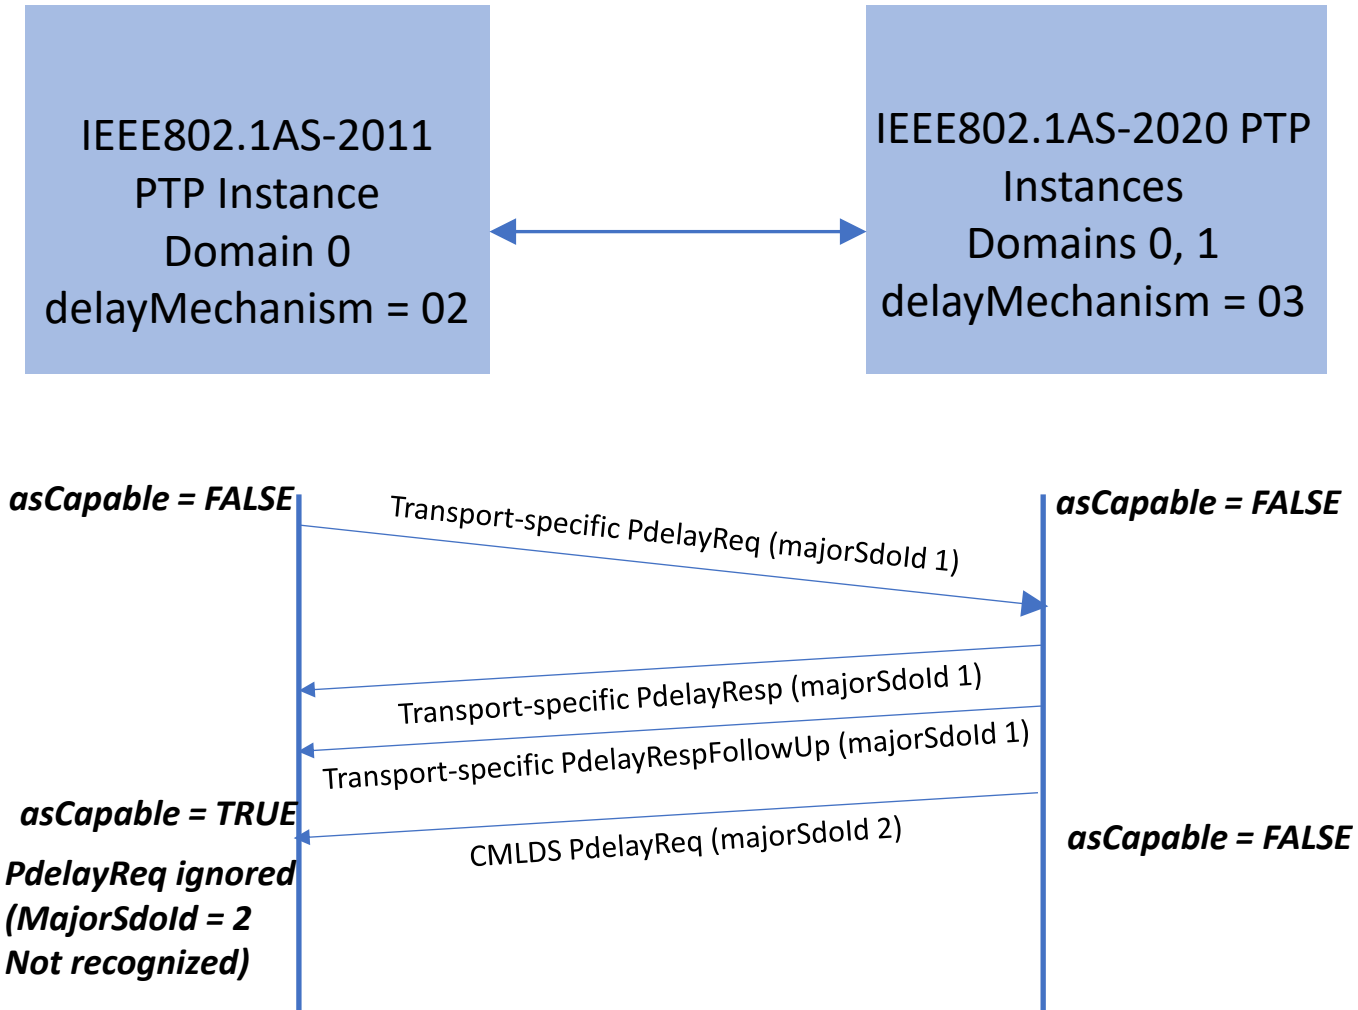 IEEE802.1AS-2011
PTP Instance
Domain 0
delayMechanism = 02
IEEE802.1AS-2020 PTP
Instances
Domains 0, 1
delayMechanism = 03
asCapable = FALSE
Transport-specific PdelayReq (majorSdoId 1)
asCapable = FALSE
Transport-specific PdelayResp (majorSdoId 1)
Transport-specific PdelayRespFollowUp (majorSdoId 1)
asCapable = TRUE
CMLDS PdelayReq (majorSdoId 2)
asCapable = FALSE
PdelayReq ignored
(MajorSdoId = 2
Not recognized)